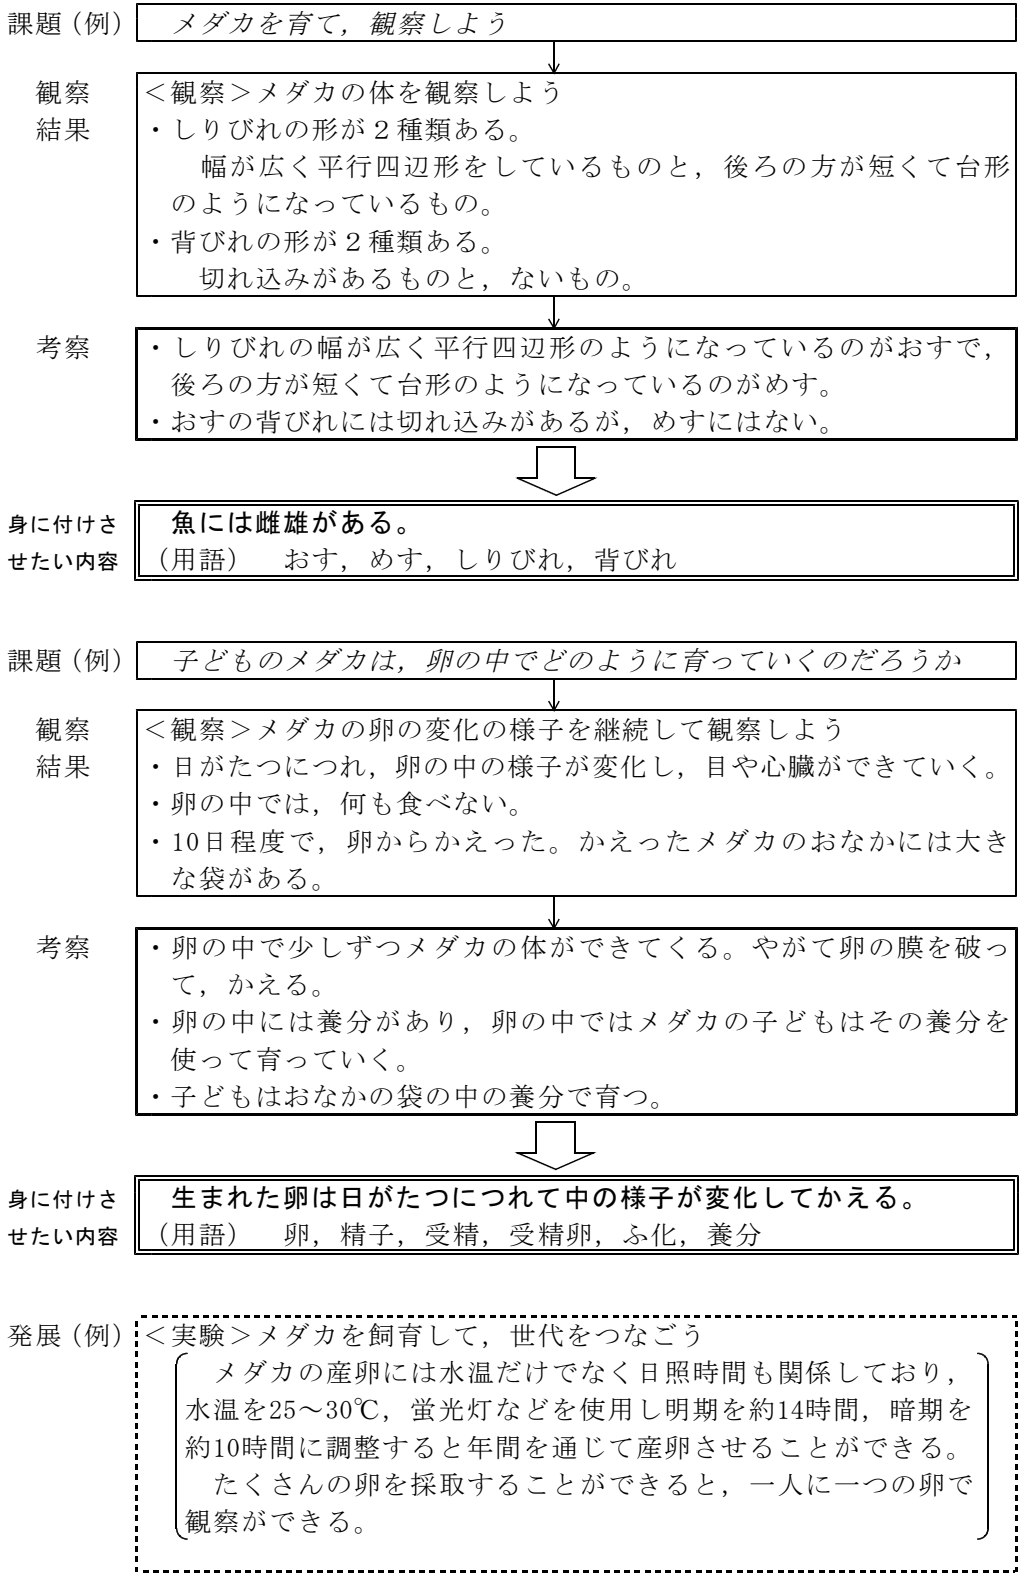 課題（例） メダカを育て，観察しよう
観察 ＜観察＞メダカの体を観察しよう
結果 ・しりびれの形が２種類ある。
幅が広く平行四辺形をしているものと，後ろの方が短くて台形
のようになっているもの。
・背びれの形が２種類ある。
切れ込みがあるものと，ないもの。
考察 ・しりびれの幅が広く平行四辺形のようになっているのがおすで，
後ろの方が短くて台形のようになっているのがめす。
・おすの背びれには切れ込みがあるが，めすにはない。
身に付けさ 魚には雌雄がある。
せたい内容 （用語） おす，めす，しりびれ，背びれ
課題（例） 子どものメダカは，卵の中でどのように育っていくのだろうか
観察 ＜観察＞メダカの卵の変化の様子を継続して観察しよう
結果 ・日がたつにつれ，卵の中の様子が変化し，目や心臓ができていく。
・卵の中では，何も食べない。
・10日程度で，卵からかえった。かえったメダカのおなかには大き
な袋がある。
考察 ・卵の中で少しずつメダカの体ができてくる。やがて卵の膜を破っ
て，かえる。
・卵の中には養分があり，卵の中ではメダカの子どもはその養分を
使って育っていく。
・子どもはおなかの袋の中の養分で育つ。
身に付けさ 生まれた卵は日がたつにつれて中の様子が変化してかえる。
せたい内容 （用語） 卵，精子，受精，受精卵，ふ化，養分
発展（例） ＜実験＞メダカを飼育して，世代をつなごう
メダカの産卵には水温だけでなく日照時間も関係しており，
水温を25～30℃，蛍光灯などを使用し明期を約14時間，暗期を
約10時間に調整すると年間を通じて産卵させることができる。
たくさんの卵を採取することができると，一人に一つの卵で
観察ができる。